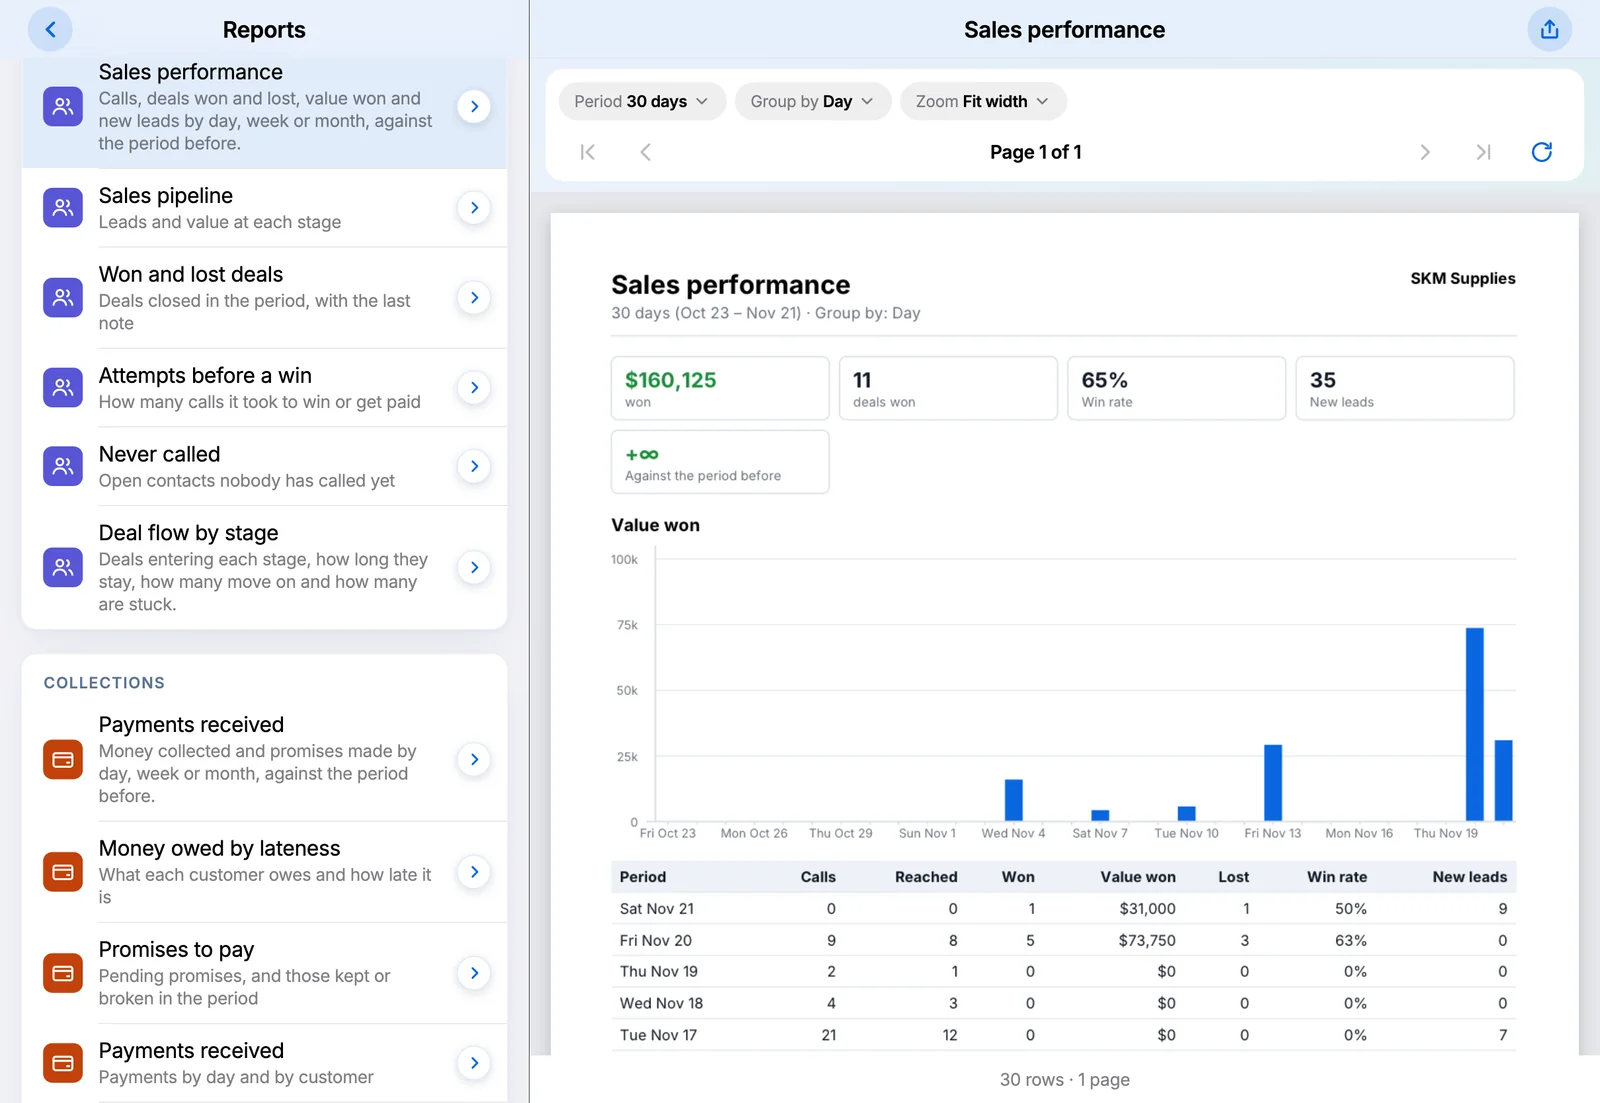 Reports
Sales performance
Calls, deals won and lost, value won and
new leads by day, week or month, against
the period before.
Sales pipeline
Leads and value at each stage
Won and lost deals
Deals closed in the period, with the last
note
Attempts before a win
How many calls it took to win or get paid
Never called
Open contacts nobody has called yet
Deal flow by stage
Deals entering each stage, how long they
stay, how many move on and how many
are stuck.
COLLECTIONS
Payments received
Money collected and promises made by
day, week or month, against the period
before.
Money owed by lateness
What each customer owes and how late it
is
Promises to pay
Pending promises, and those kept or
broken in the period
Payments received
Payments by day and by customer
Sales performance
Period 30 days Group by Day Zoom Fit width
Page 1 of 1
Sales performance SKM Supplies
30 days (Oct 23 – Nov 21) · Group by: Day
$160,125 11 65% 35
won deals won Win rate New leads
+∞
Against the period before
Value won
100k
75k
50k
25k
0
Fri Oct 23 Mon Oct 26 Thu Oct 29 Sun Nov 1 Wed Nov 4 Sat Nov 7 Tue Nov 10 Fri Nov 13 Mon Nov 16 Thu Nov 19
Period Calls Reached Won Value won Lost Win rate New leads
Sat Nov 21 0 0 1 $31,000 1 50% 9
Fri Nov 20 9 8 5 $73,750 3 63% 0
Thu Nov 19 2 1 0 $0 0 0% 0
Wed Nov 18 4 3 0 $0 0 0% 0
Tue Nov 17 21 12 0 $0 0 0% 7
30 rows · 1 page